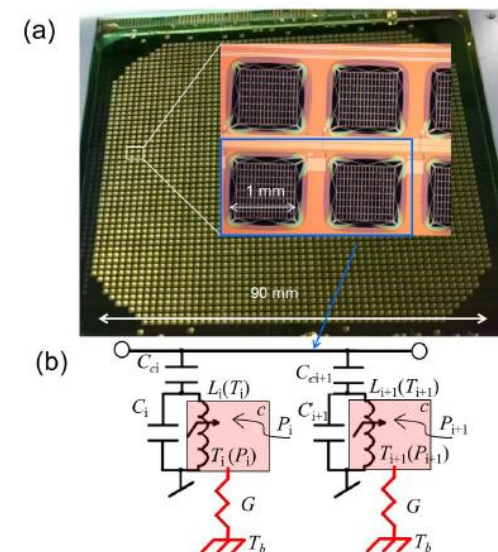 (a)
1 mm
90 mm
(b)
C_ci C_ci+1
L_i(T_i) L_i+1(T_i+1)
C_i c P_i C_i+1 c P_i+1
T_i(P_i) T_i+1(P_i+1)
G G
T_b T_b